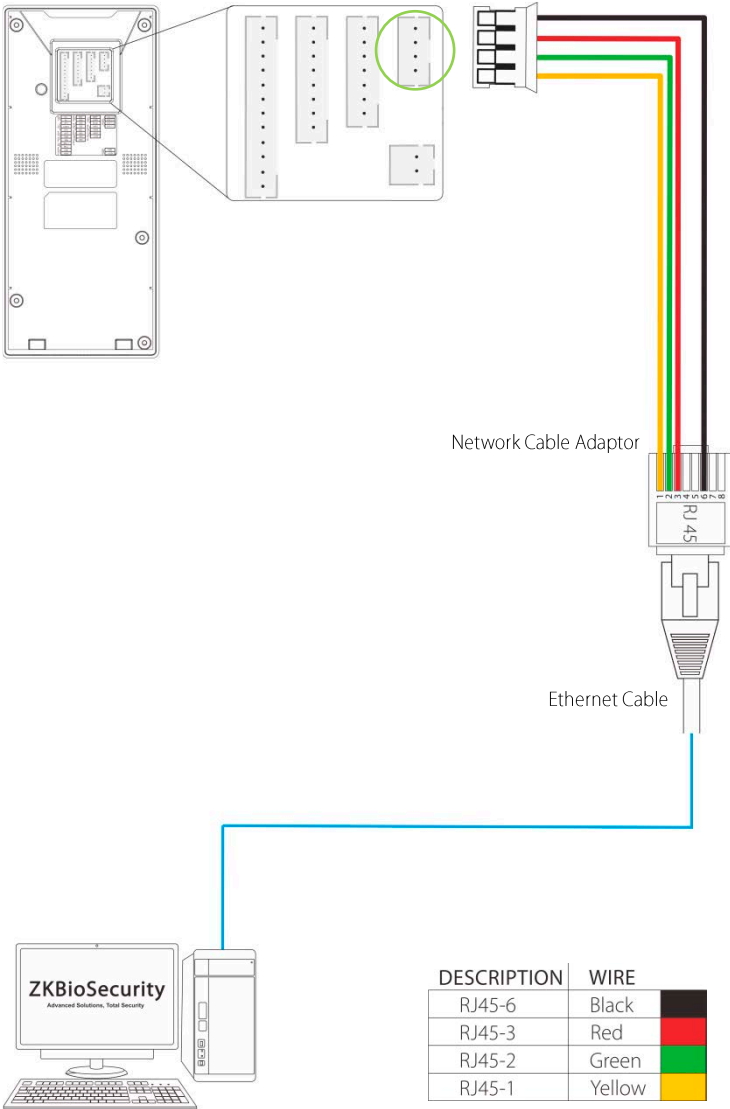 Network Cable Adaptor
1 2 3 4 5 6 7 8
RJ 45
Ethernet Cable
ZKBioSecurity
Advanced Solutions, Total Security
DESCRIPTION WIRE
RJ45-6 Black
RJ45-3 Red
RJ45-2 Green
RJ45-1 Yellow